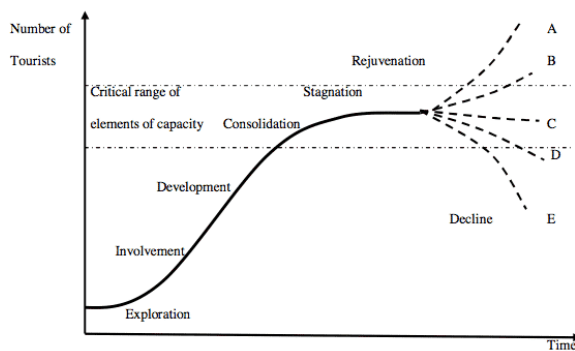 Number of
Tourists
A
B
Rejuvenation
Critical range of
elements of capacity
Stagnation
Consolidation
C
D
Development
E
Decline
Involvement
Exploration
Time